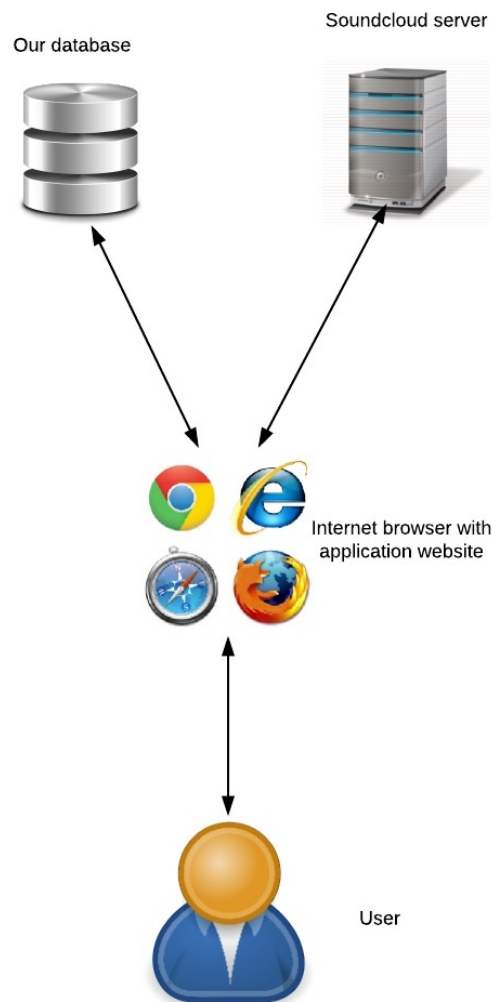 Soundcloud server
Our database
Internet browser with
application website
User